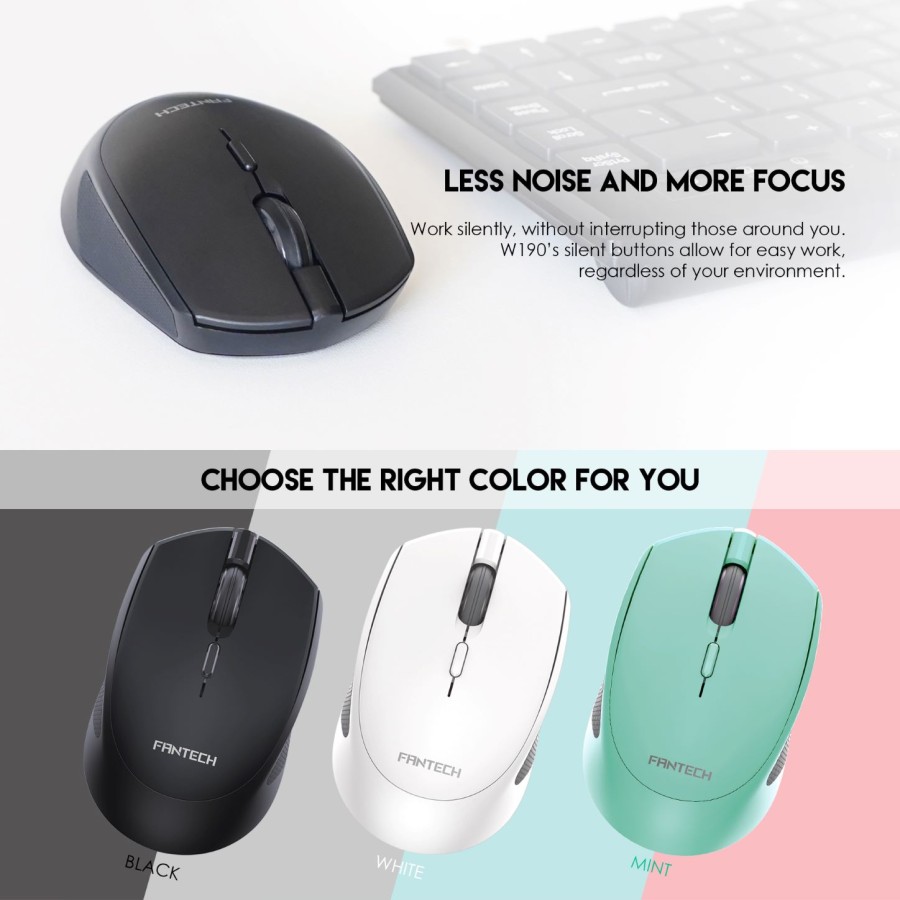 FANTECH
LESS NOISE AND MORE FOCUS
Work silently, without interrupting those around you.
W190's silent buttons allow for easy work,
regardless of your environment.
CHOOSE THE RIGHT COLOR FOR YOU
FANTECH
FANTECH
FANTECH
BLACK
WHITE
MINT